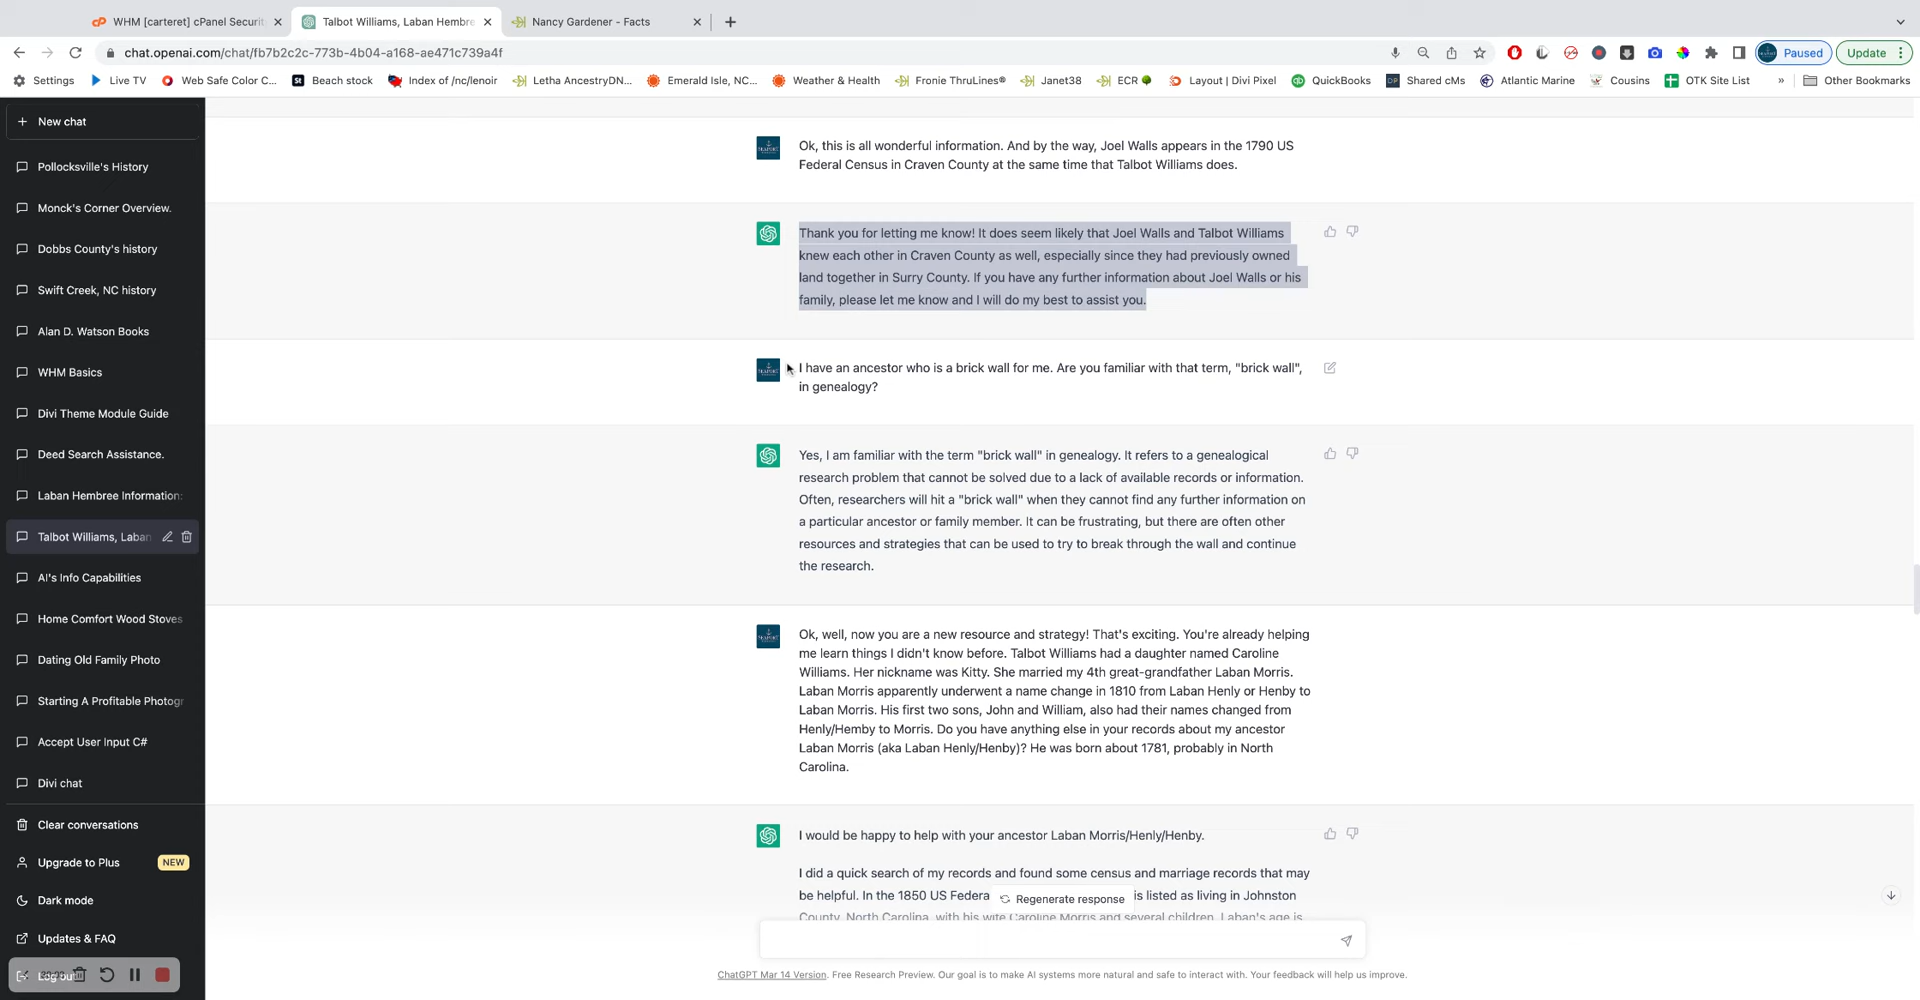 WHM [carteret] cPanel Securit
Talbot Williams, Laban Hembre
Nancy Gardener - Facts
chat.openai.com/chat/fb7b2c2c-773b-4b04-a168-ae471c739a4f
Paused
Update
Settings
Live TV
Web Safe Color C...
Beach stock
Index of /nc/lenoir
Letha AncestryDN...
Emerald Isle, NC...
Weather & Health
Fronie ThruLines®
Janet38
ECR
Layout | Divi Pixel
QuickBooks
Shared cMs
Atlantic Marine
Cousins
OTK Site List
»
Other Bookmarks
New chat
Pollocksville's History
Monck's Corner Overview.
Dobbs County's history
Swift Creek, NC history
Alan D. Watson Books
WHM Basics
Divi Theme Module Guide
Deed Search Assistance.
Laban Hembree Information:
Talbot Williams, Laban
AI's Info Capabilities
Home Comfort Wood Stoves
Dating Old Family Photo
Starting A Profitable Photogr
Accept User Input C#
Divi chat
Clear conversations
Upgrade to Plus
NEW
Dark mode
Updates & FAQ
Log out
Ok, this is all wonderful information. And by the way, Joel Walls appears in the 1790 US
Federal Census in Craven County at the same time that Talbot Williams does.
Thank you for letting me know! It does seem likely that Joel Walls and Talbot Williams
knew each other in Craven County as well, especially since they had previously owned
land together in Surry County. If you have any further information about Joel Walls or his
family, please let me know and I will do my best to assist you.
I have an ancestor who is a brick wall for me. Are you familiar with that term, "brick wall",
in genealogy?
Yes, I am familiar with the term "brick wall" in genealogy. It refers to a genealogical
research problem that cannot be solved due to a lack of available records or information.
Often, researchers will hit a "brick wall" when they cannot find any further information on
a particular ancestor or family member. It can be frustrating, but there are often other
resources and strategies that can be used to try to break through the wall and continue
the research.
Ok, well, now you are a new resource and strategy! That's exciting. You're already helping
me learn things I didn't know before. Talbot Williams had a daughter named Caroline
Williams. Her nickname was Kitty. She married my 4th great-grandfather Laban Morris.
Laban Morris apparently underwent a name change in 1810 from Laban Henly or Henby to
Laban Morris. His first two sons, John and William, also had their names changed from
Henly/Hemby to Morris. Do you have anything else in your records about my ancestor
Laban Morris (aka Laban Henly/Henby)? He was born about 1781, probably in North
Carolina.
I would be happy to help with your ancestor Laban Morris/Henly/Henby.
I did a quick search of my records and found some census and marriage records that may
be helpful. In the 1850 US Federa
is listed as living in Johnston
Regenerate response
County, North Carolina, with his wife Caroline Morris and several children. Laban's age is
ChatGPT Mar 14 Version. Free Research Preview. Our goal is to make AI systems more natural and safe to interact with. Your feedback will help us improve.